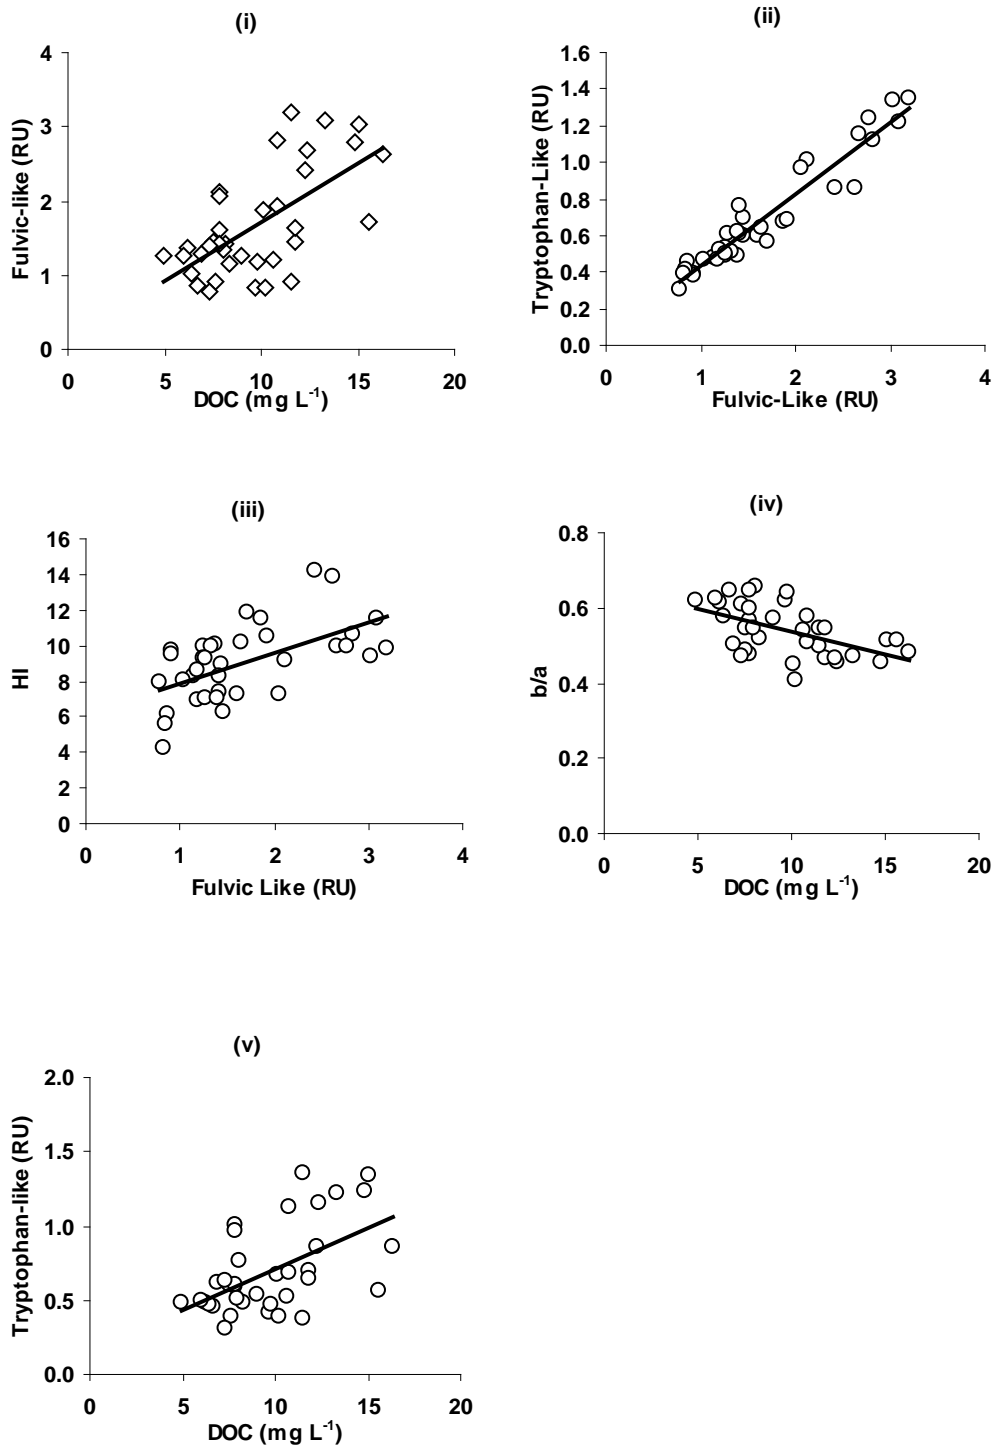 (i)
Fulvic-like (RU)
4
3
2
1
0
0 5 10 15 20
DOC (mg L⁻¹)
(ii)
Tryptophan-Like (RU)
1.6
1.4
1.2
1.0
0.8
0.6
0.4
0.2
0.0
0 1 2 3 4
Fulvic-Like (RU)
(iii)
HI
16
14
12
10
8
6
4
2
0
0 1 2 3 4
Fulvic Like (RU)
(iv)
b/a
0.8
0.6
0.4
0.0
0 5 10 15 20
DOC (mg L⁻¹)
(v)
Tryptophan-like (RU)
2.0
1.5
1.0
0.5
0.0
0 5 10 15 20
DOC (mg L⁻¹)